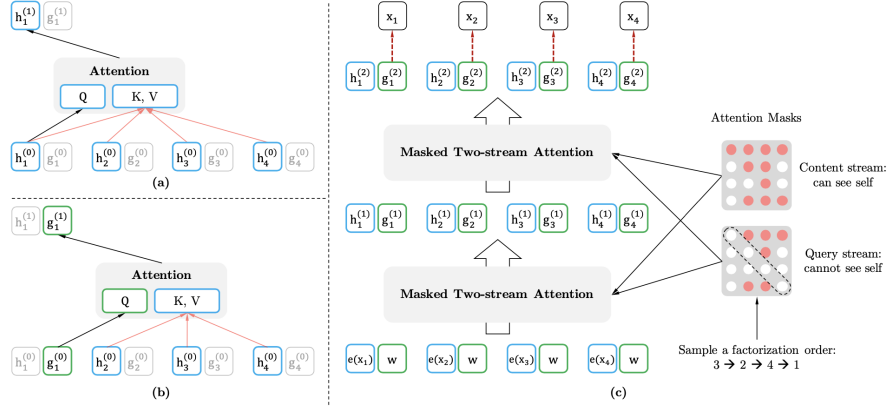 h₁⁽¹⁾ g₁⁽¹⁾
Attention
Q K, V
h₁⁽⁰⁾ g₁⁽⁰⁾ h₂⁽⁰⁾ g₂⁽⁰⁾ h₃⁽⁰⁾ g₃⁽⁰⁾ h₄⁽⁰⁾ g₄⁽⁰⁾
(a)
h₁⁽¹⁾ g₁⁽¹⁾
Attention
Q K, V
h₁⁽⁰⁾ g₁⁽⁰⁾ h₂⁽⁰⁾ g₂⁽⁰⁾ h₃⁽⁰⁾ g₃⁽⁰⁾ h₄⁽⁰⁾ g₄⁽⁰⁾
(b)
x₁ x₂ x₃ x₄
h₁⁽²⁾ g₁⁽²⁾ h₂⁽²⁾ g₂⁽²⁾ h₃⁽²⁾ g₃⁽²⁾ h₄⁽²⁾ g₄⁽²⁾
Masked Two-stream Attention
h₁⁽¹⁾ g₁⁽¹⁾ h₂⁽¹⁾ g₂⁽¹⁾ h₃⁽¹⁾ g₃⁽¹⁾ h₄⁽¹⁾ g₄⁽¹⁾
Masked Two-stream Attention
e(x₁) w e(x₂) w e(x₃) w e(x₄) w
(c)
Attention Masks
Content stream:
can see self
Query stream:
cannot see self
Sample a factorization order:
3 → 2 → 4 → 1